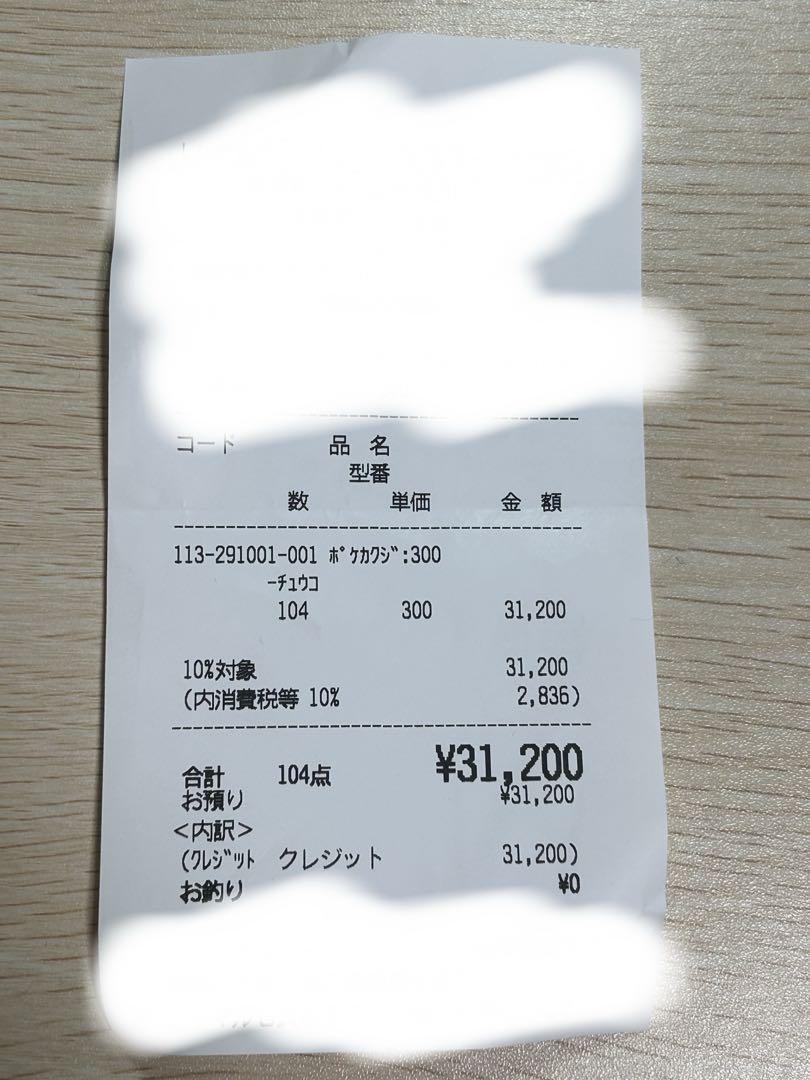 コード 品 名
型番
数 単価 金 額
113-291001-001 ﾎﾟｹｶｸｼﾞ:300
-ﾁｭｳｺ
104 300 31,200
10%対象 31,200
(内消費税等 10% 2,836)
合計 104点 ¥31,200
お預り ¥31,200
<内訳>
(ｸﾚｼﾞｯﾄ クレジット 31,200)
お釣り ¥0